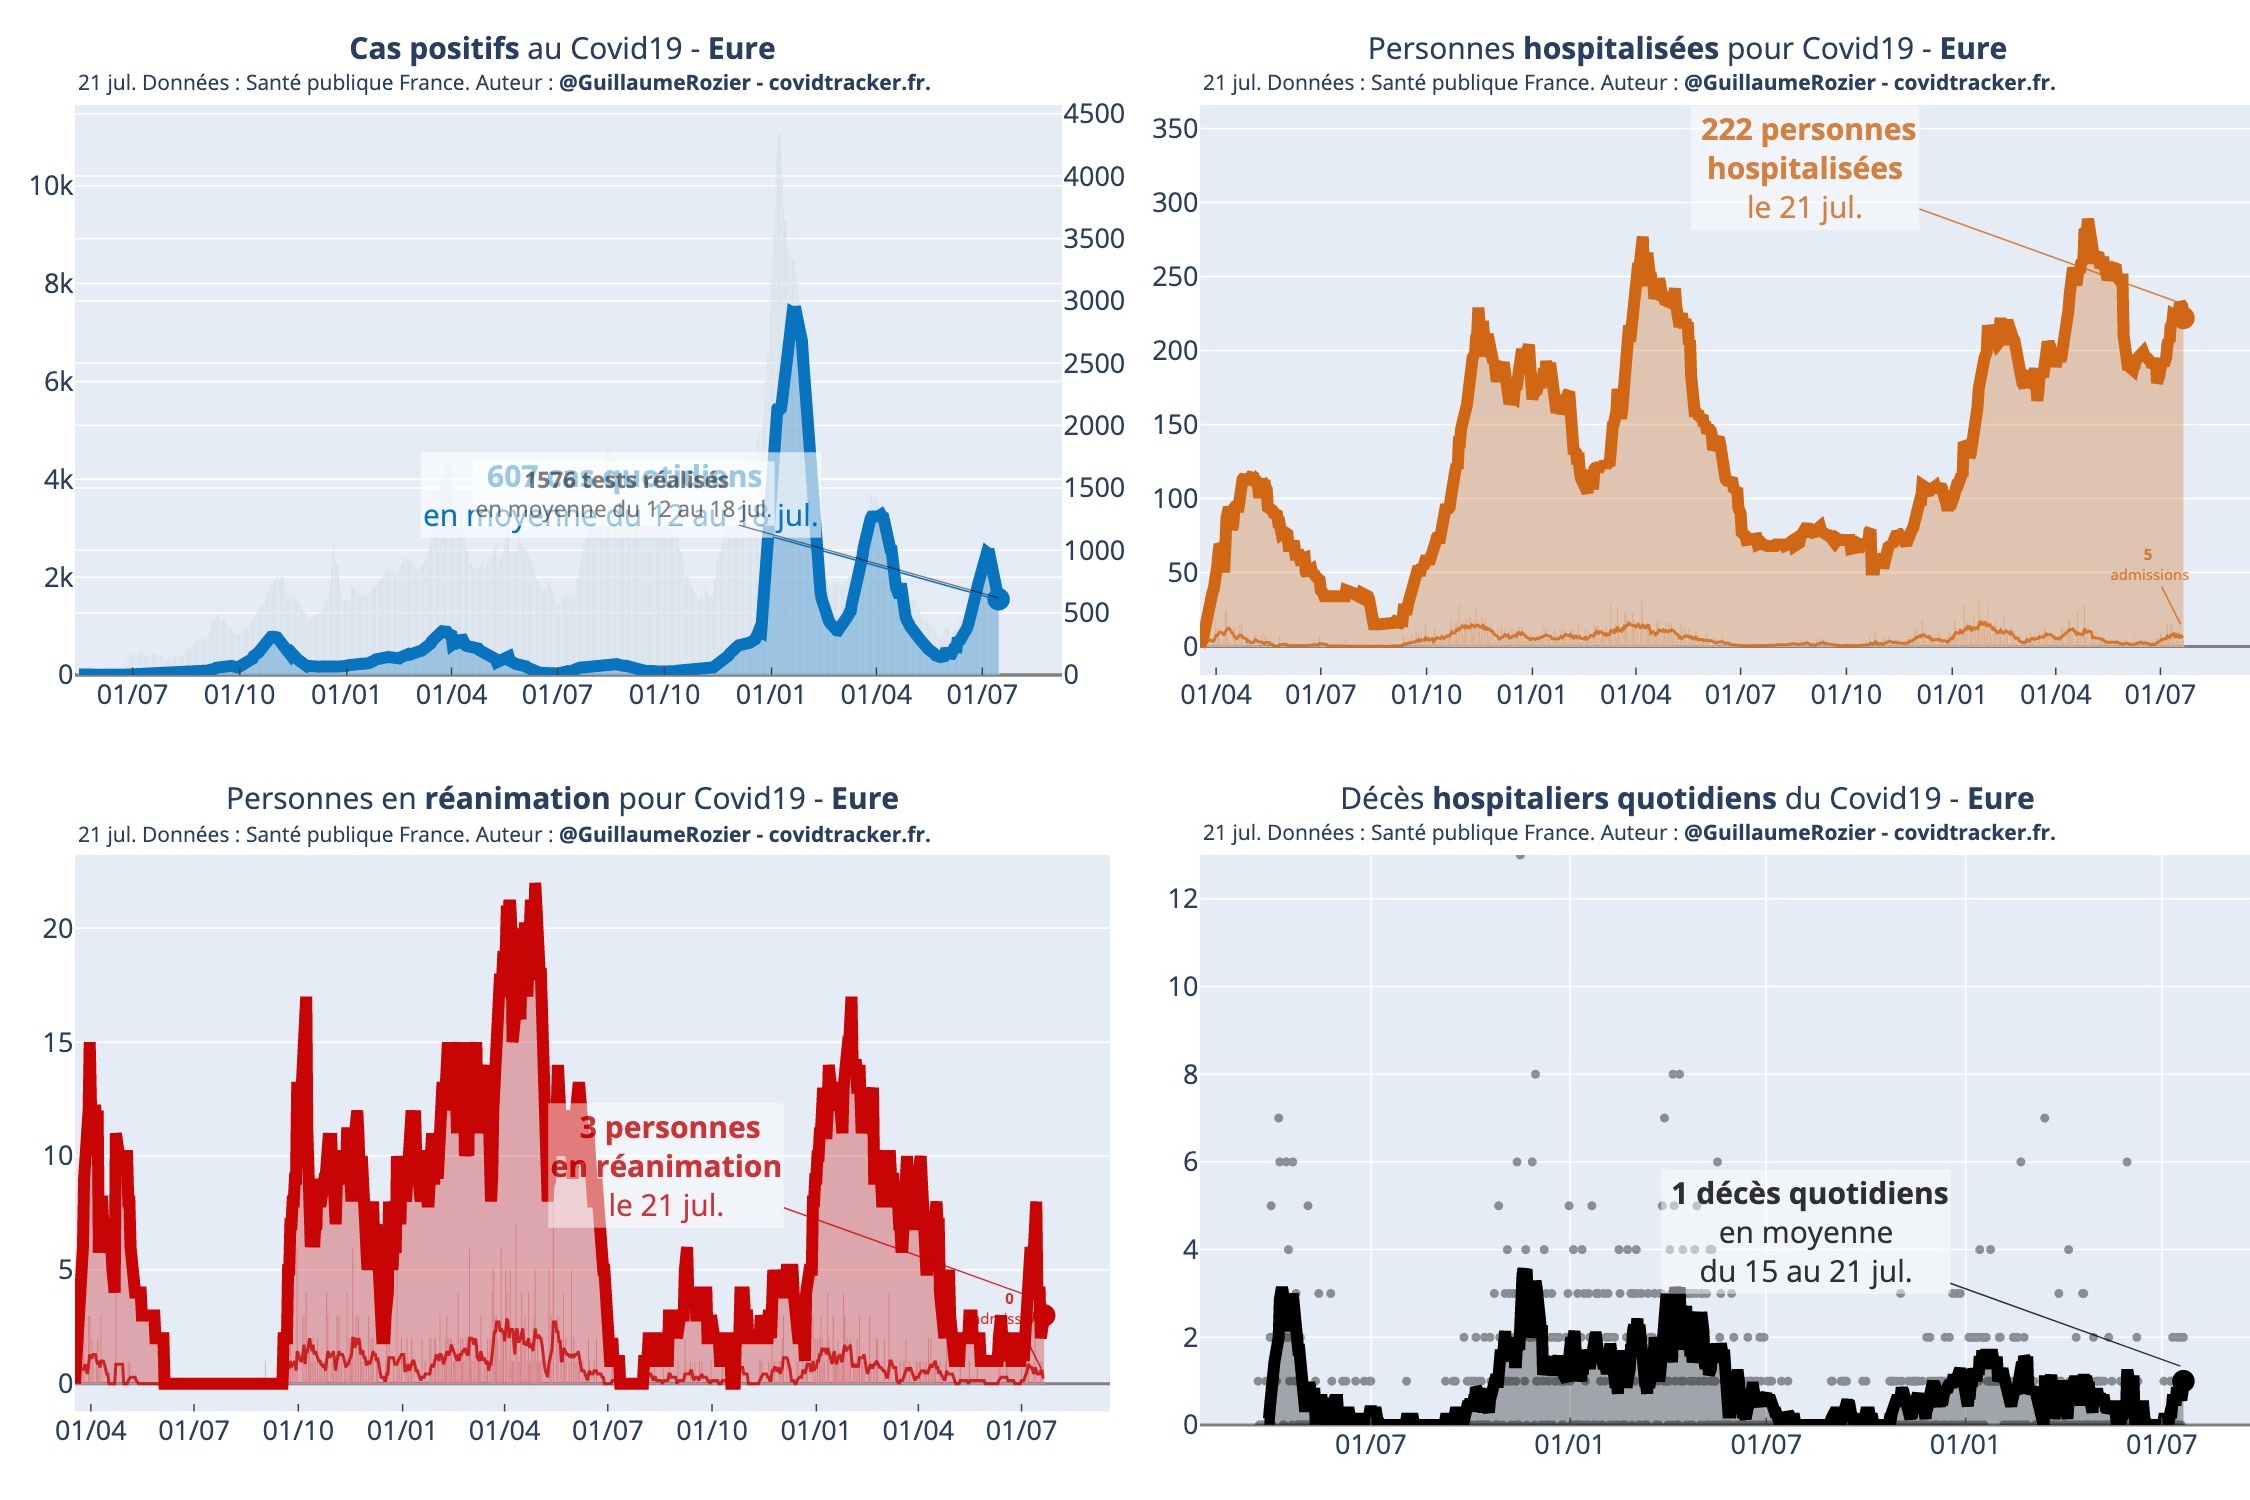 Cas positifs au Covid19 - Eure
21 jul. Données : Santé publique France. Auteur : @GuillaumeRozier - covidtracker.fr.
10k
8k
6k
4k
2k
0
4500
4000
3500
3000
2500
2000
1500
1000
500
0
607 cas quotidiens
en moyenne du 12 au 18 jul.
1576 tests réalisés
en moyenne du 12 au 18 jul.
01/07 01/10 01/01 01/04 01/07 01/10 01/01 01/04 01/07
Personnes hospitalisées pour Covid19 - Eure
21 jul. Données : Santé publique France. Auteur : @GuillaumeRozier - covidtracker.fr.
350
300
250
200
150
100
50
0
222 personnes
hospitalisées
le 21 jul.
5
admissions
01/04 01/07 01/10 01/01 01/04 01/07 01/10 01/01 01/04 01/07
Personnes en réanimation pour Covid19 - Eure
21 jul. Données : Santé publique France. Auteur : @GuillaumeRozier - covidtracker.fr.
20
15
10
5
0
3 personnes
en réanimation
le 21 jul.
0
01/04 01/07 01/10 01/01 01/04 01/07 01/10 01/01 01/04 01/07
Décès hospitaliers quotidiens du Covid19 - Eure
21 jul. Données : Santé publique France. Auteur : @GuillaumeRozier - covidtracker.fr.
12
10
8
6
4
2
0
1 décès quotidiens
en moyenne
du 15 au 21 jul.
01/07 01/01 01/07 01/01 01/07